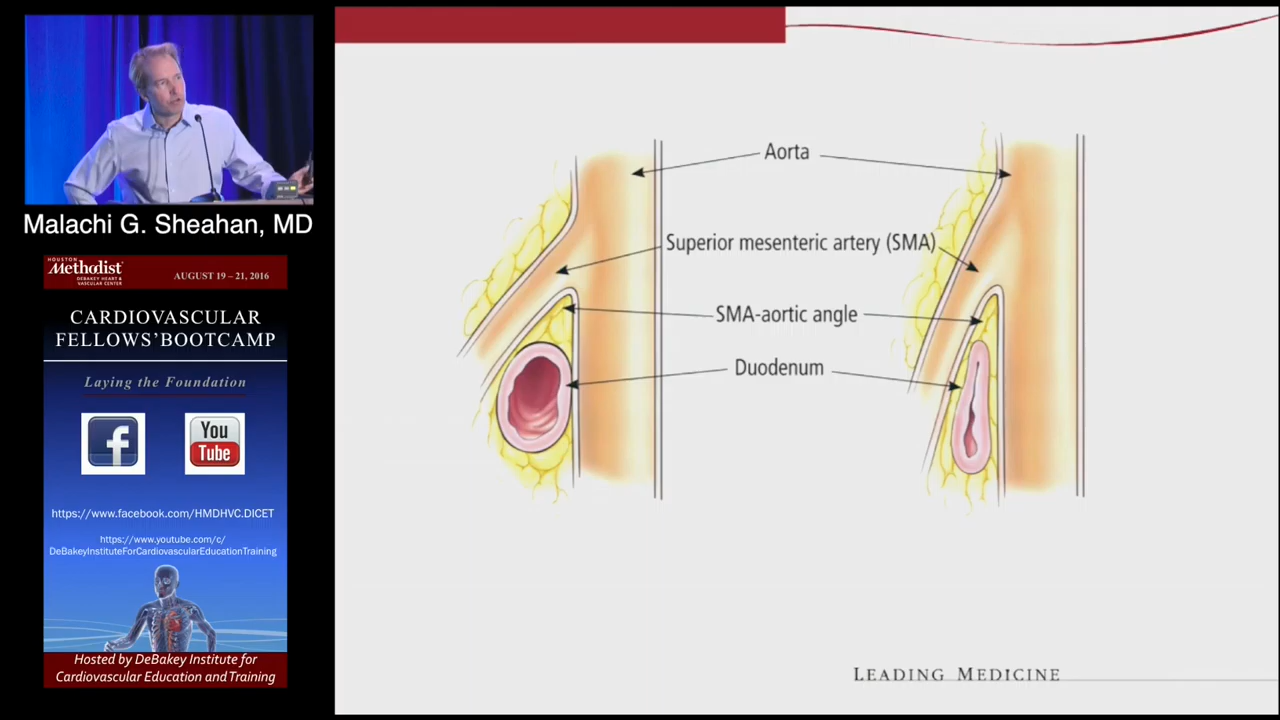 Malachi G. Sheahan, MD
HOUSTON
Methodist
DEBAKEY HEART &
VASCULAR CENTER
AUGUST 19 – 21, 2016
CARDIOVASCULAR
FELLOWS'BOOTCAMP
Laying the Foundation
f
You
Tube
https://www.facebook.com/HMDHVC.DICET
https://www.youtube.com/c/
DeBakeyInstituteForCardiovascularEducationTraining
Hosted by DeBakey Institute for
Cardiovascular Education and Training
Aorta
Superior mesenteric artery (SMA)
SMA-aortic angle
Duodenum
LEADING MEDICINE